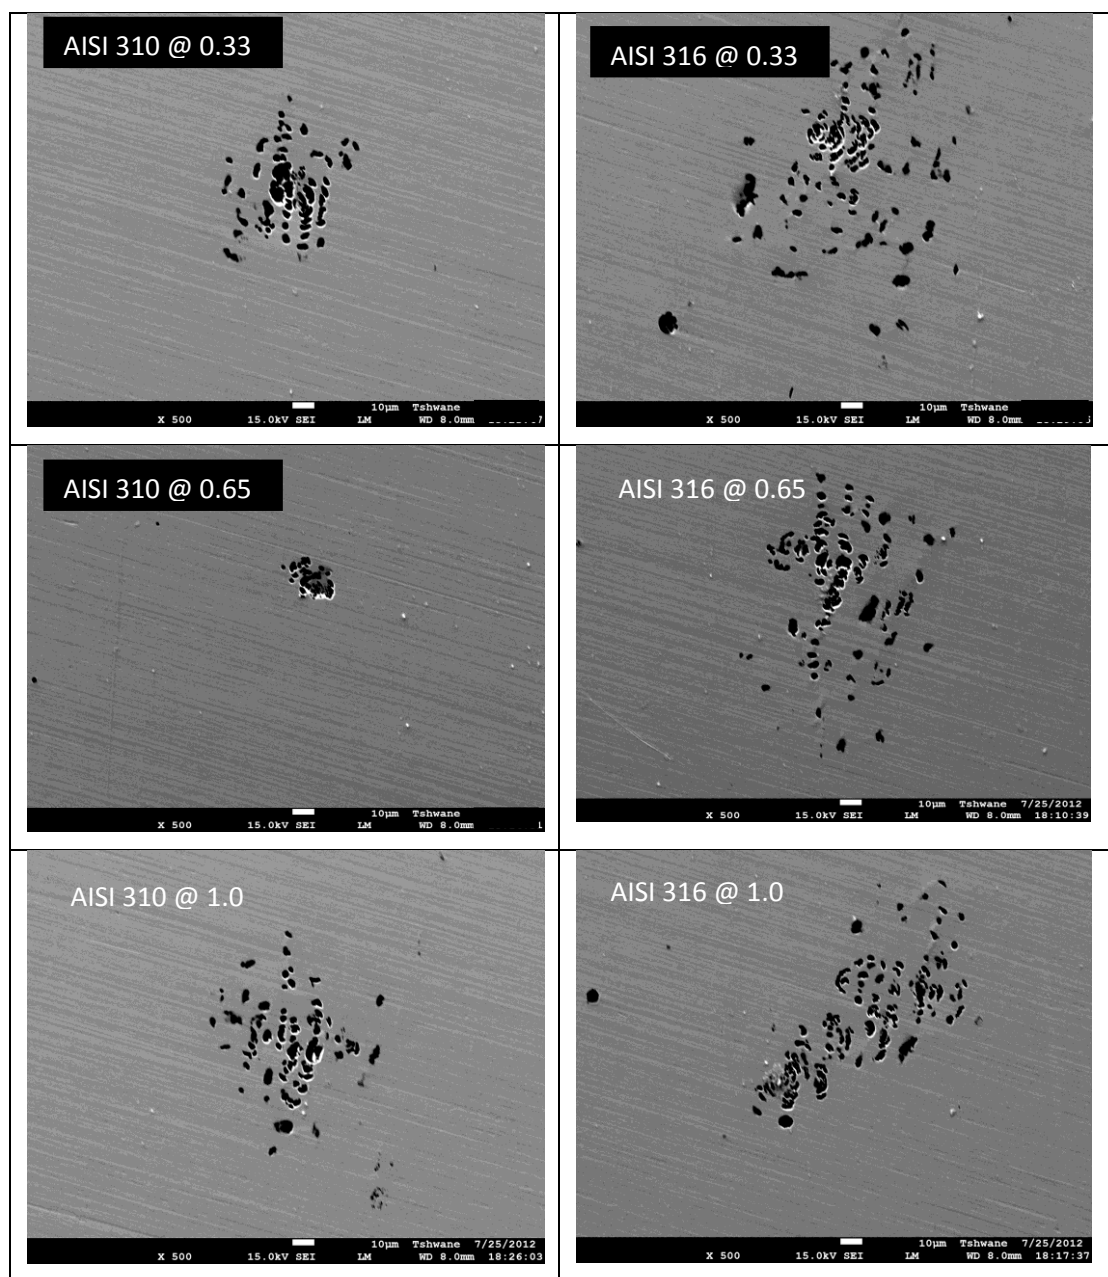 AISI 310 @ 0.33
AISI 316 @ 0.33
10µm Tshwane
X 500 15.0kV SEI LM WD 8.0mm
10µm Tshwane
X 500 15.0kV SEI LM WD 8.0mm
AISI 310 @ 0.65
AISI 316 @ 0.65
10µm Tshwane
X 500 15.0kV SEI LM WD 8.0mm
10µm Tshwane 7/25/2012
X 500 15.0kV SEI LM WD 8.0mm 18:10:39
AISI 310 @ 1.0
AISI 316 @ 1.0
10µm Tshwane 7/25/2012
X 500 15.0kV SEI LM WD 8.0mm 18:26:03
10µm Tshwane 7/25/2012
X 500 15.0kV SEI LM WD 8.0mm 18:17:37